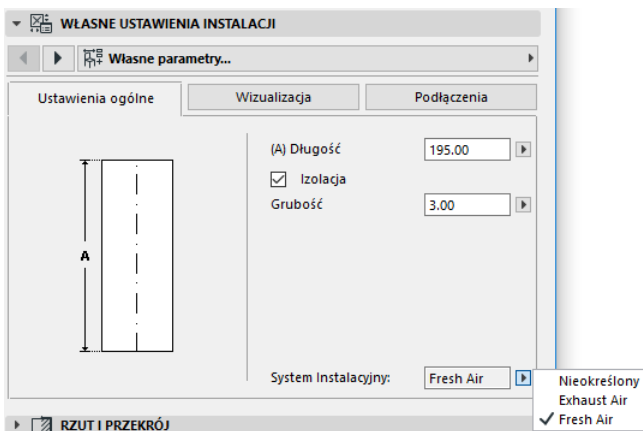 WŁASNE USTAWIENIA INSTALACJI
Własne parametry...
Ustawienia ogólne Wizualizacja Podłączenia
(A) Długość 195.00
Izolacja
Grubość 3.00
A
System Instalacyjny: Fresh Air
Nieokreślony
Exhaust Air
Fresh Air
RZUT I PRZEKRÓJ